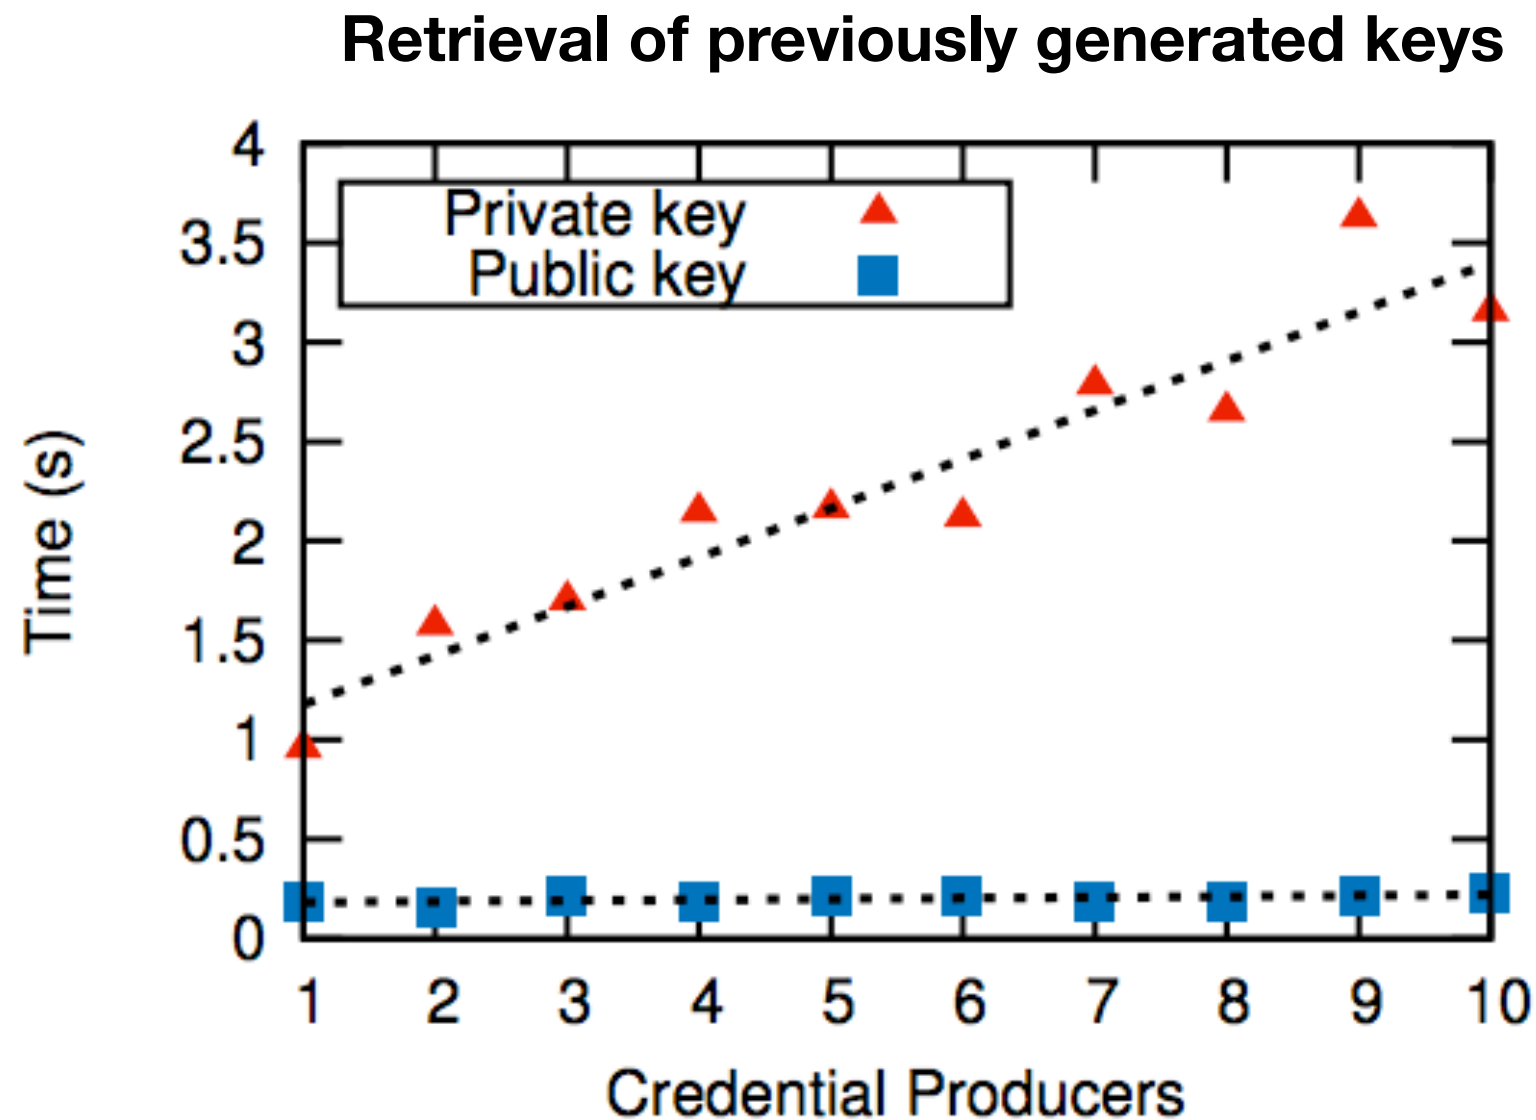 Retrieval of previously generated keys
4
3.5
3
2.5
2
1.5
1
0.5
0
Time (s)
Private key
Public key
1 2 3 4 5 6 7 8 9 10
Credential Producers